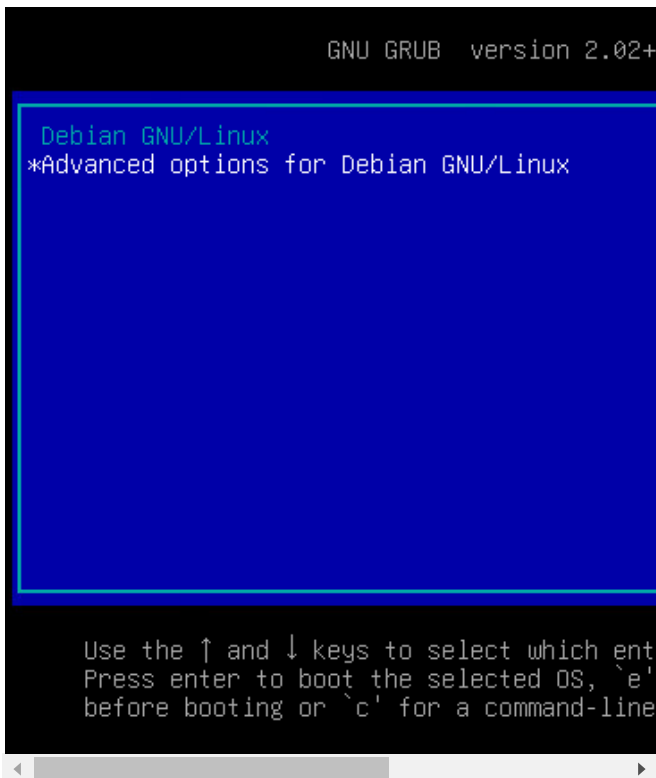 GNU GRUB  version 2.02+
Debian GNU/Linux
*Advanced options for Debian GNU/Linux
Use the ↑ and ↓ keys to select which ent
Press enter to boot the selected OS, `e'
before booting or `c' for a command-line